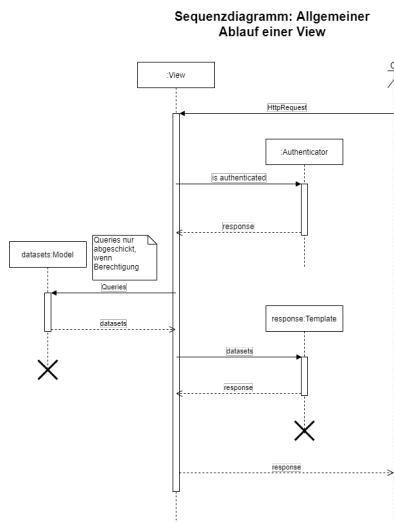 Sequenzdiagramm: Allgemeiner
Ablauf einer View
:View
HttpRequest
:Authenticator
is authenticated
response
Queries nur
abgeschickt,
wenn
Berechtigung
datasets:Model
Queries
datasets
response:Template
datasets
response
response